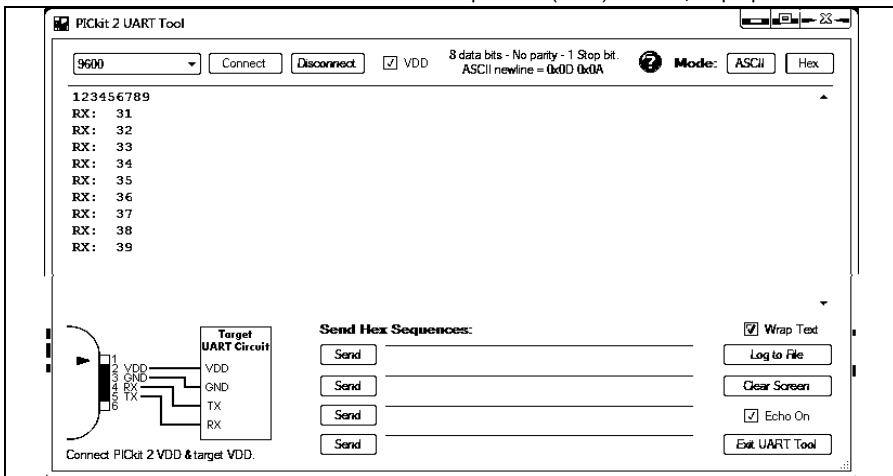 PICkit 2 UART Tool
9600
Connect
Disconnect
VDD
8 data bits - No parity - 1 Stop bit.
ASCII newline = 0x0D 0x0A
Mode:
ASCII
Hex
123456789
RX: 31
RX: 32
RX: 33
RX: 34
RX: 35
RX: 36
RX: 37
RX: 38
RX: 39
Target
UART Circuit
1
2 VDD
3 GND
4 RX
5 TX
6
VDD
GND
TX
RX
Connect PICkit 2 VDD & target VDD.
Send Hex Sequences:
Send
Send
Send
Send
Wrap Text
Log to File
Clear Screen
Echo On
Exit UART Tool